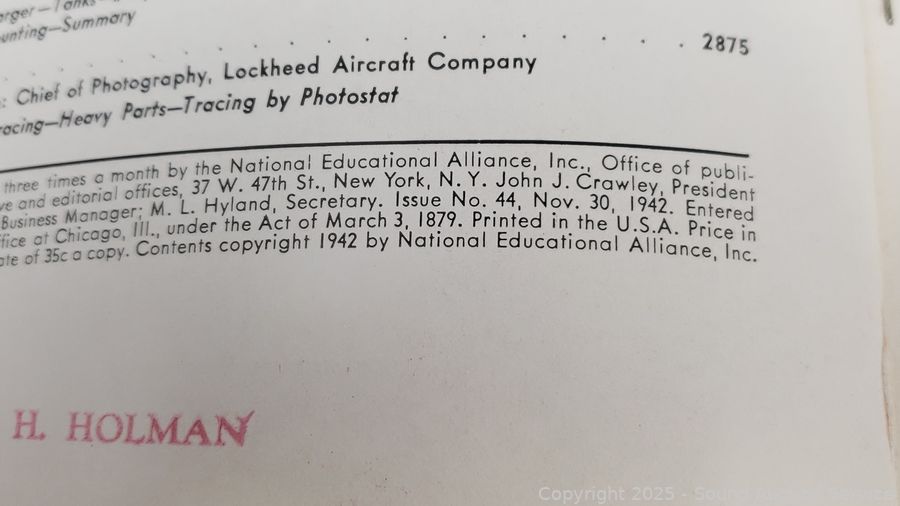 arger—Tanks—
unting—Summary
. . . . . . . . . . . . . . 2875
: Chief of Photography, Lockheed Aircraft Company
racing—Heavy Parts—Tracing by Photostat
three times a month by the National Educational Alliance, Inc., Office of publi-
ve and editorial offices, 37 W. 47th St., New York, N. Y. John J. Crawley, President
Business Manager; M. L. Hyland, Secretary. Issue No. 44, Nov. 30, 1942. Entered
ffice at Chicago, Ill., under the Act of March 3, 1879. Printed in the U.S.A. Price in
ate of 35c a copy. Contents copyright 1942 by National Educational Alliance, Inc.
H. HOLMAN
Copyright 2025 - Sound Auction Service